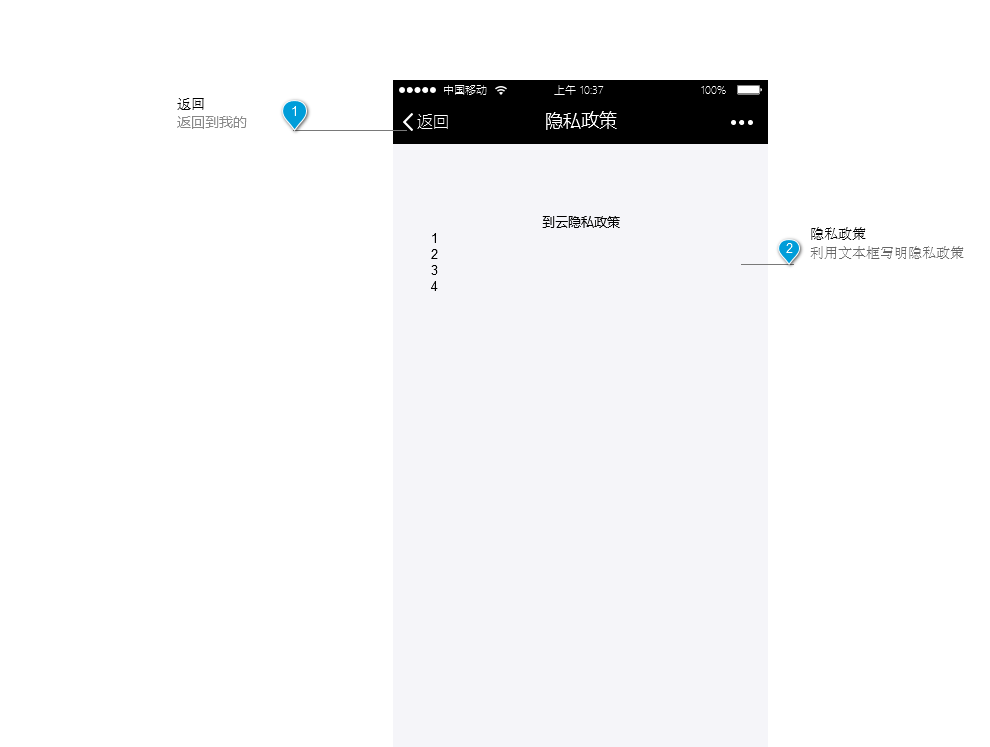 中国移动 上午 10:37 100%
返回
返回到我的
1
返回 隐私政策
到云隐私政策
1
2
3
4
2
隐私政策
利用文本框写明隐私政策